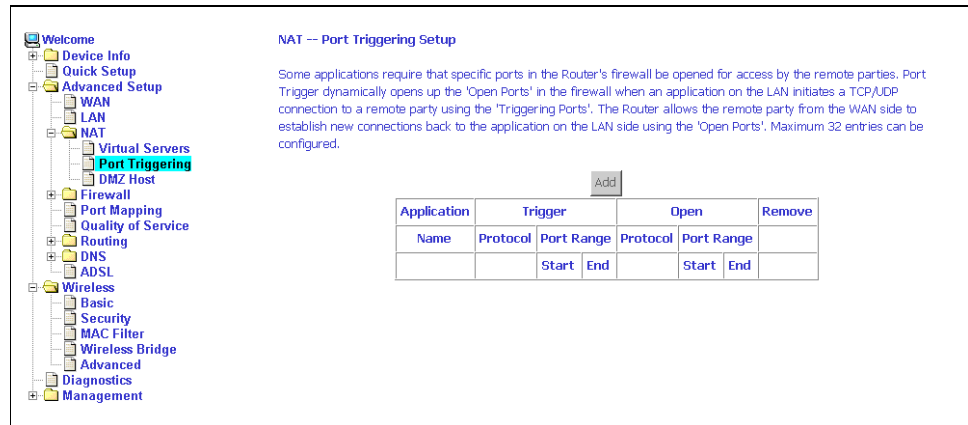 Welcome
Device Info
Quick Setup
Advanced Setup
WAN
LAN
NAT
Virtual Servers
Port Triggering
DMZ Host
Firewall
Port Mapping
Quality of Service
Routing
DNS
ADSL
Wireless
Basic
Security
MAC Filter
Wireless Bridge
Advanced
Diagnostics
Management
NAT -- Port Triggering Setup
Some applications require that specific ports in the Router's firewall be opened for access by the remote parties. Port
Trigger dynamically opens up the 'Open Ports' in the firewall when an application on the LAN initiates a TCP/UDP
connection to a remote party using the 'Triggering Ports'. The Router allows the remote party from the WAN side to
establish new connections back to the application on the LAN side using the 'Open Ports'. Maximum 32 entries can be
configured.
Add
Application Trigger Open Remove
Name Protocol Port Range Protocol Port Range
Start End Start End